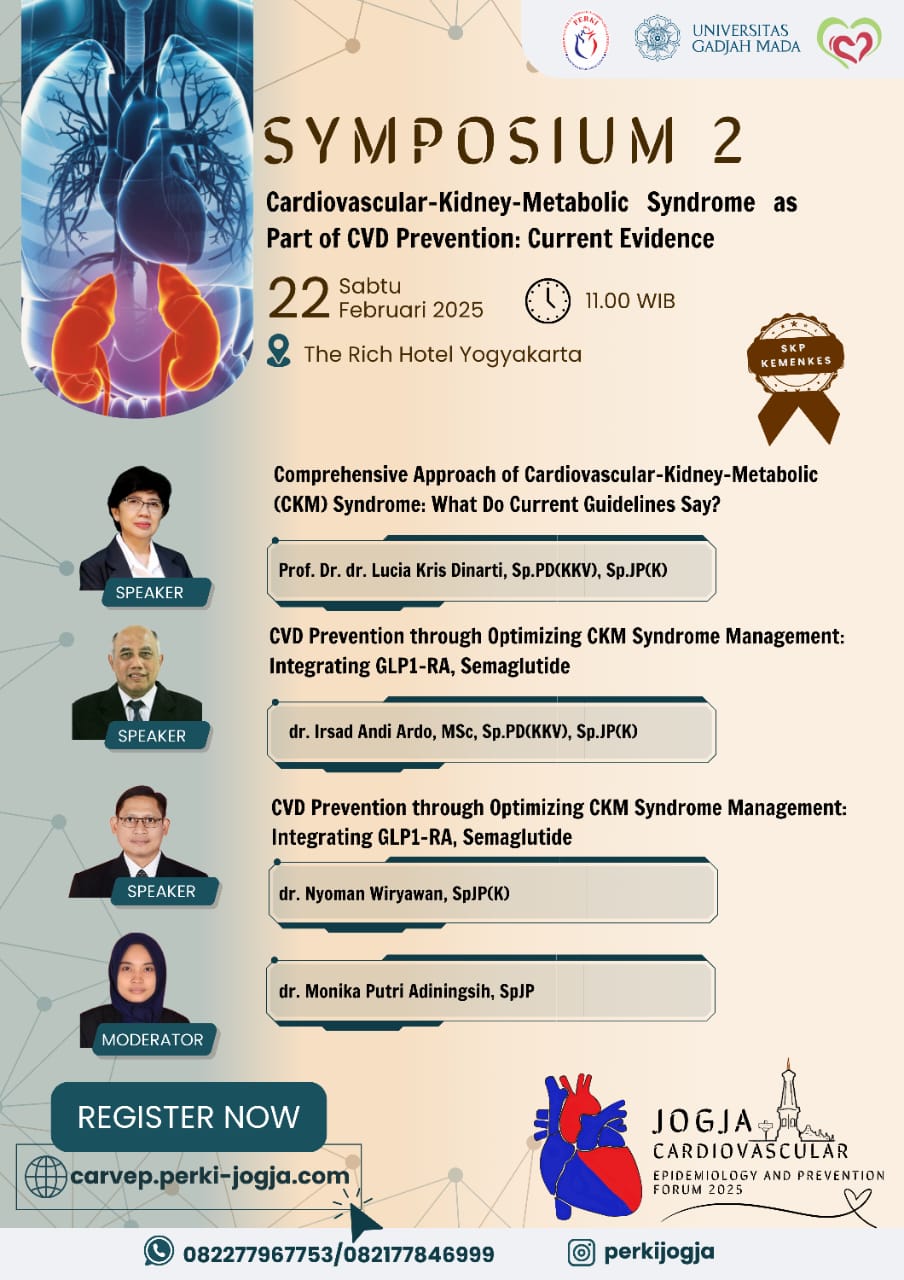 PERKI
UNIVERSITAS
GADJAH MADA
SYMPOSIUM 2
Cardiovascular-Kidney-Metabolic Syndrome as
Part of CVD Prevention: Current Evidence
22 Sabtu
Februari 2025
11.00 WIB
The Rich Hotel Yogyakarta
SKP
KEMENKES
Comprehensive Approach of Cardiovascular-Kidney-Metabolic
(CKM) Syndrome: What Do Current Guidelines Say?
Prof. Dr. dr. Lucia Kris Dinarti, Sp.PD(KKV), Sp.JP(K)
SPEAKER
CVD Prevention through Optimizing CKM Syndrome Management:
Integrating GLP1-RA, Semaglutide
dr. Irsad Andi Ardo, MSc, Sp.PD(KKV), Sp.JP(K)
SPEAKER
CVD Prevention through Optimizing CKM Syndrome Management:
Integrating GLP1-RA, Semaglutide
dr. Nyoman Wiryawan, SpJP(K)
SPEAKER
dr. Monika Putri Adiningsih, SpJP
MODERATOR
REGISTER NOW
carvep.perki-jogja.com
JOGJA
CARDIOVASCULAR
EPIDEMIOLOGY AND PREVENTION
FORUM 2025
082277967753/082177846999
perkijogja